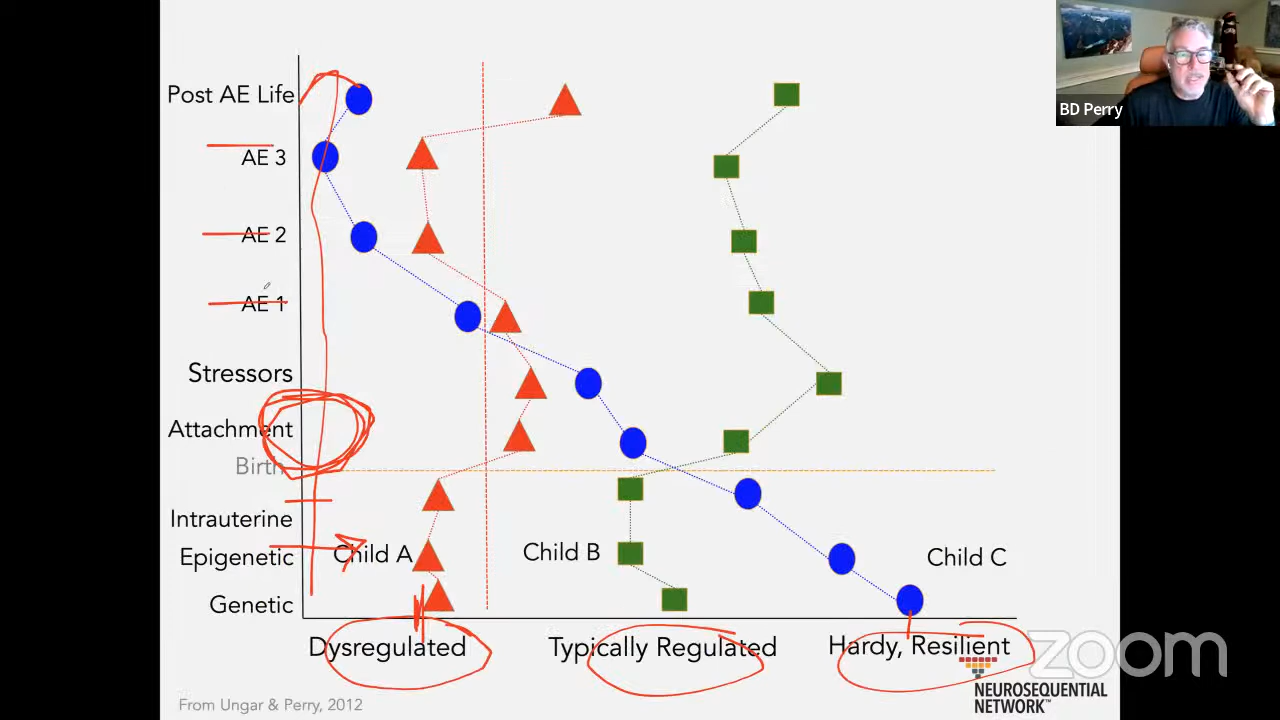 BD Perry
Post AE Life
AE 3
AE 2
AE 1
Stressors
Attachment
Birth
Intrauterine
Epigenetic
Genetic
Child A
Child B
Child C
Dysregulated
Typically Regulated
Hardy, Resilient
From Ungar & Perry, 2012
zoom
NEUROSEQUENTIAL
NETWORK™